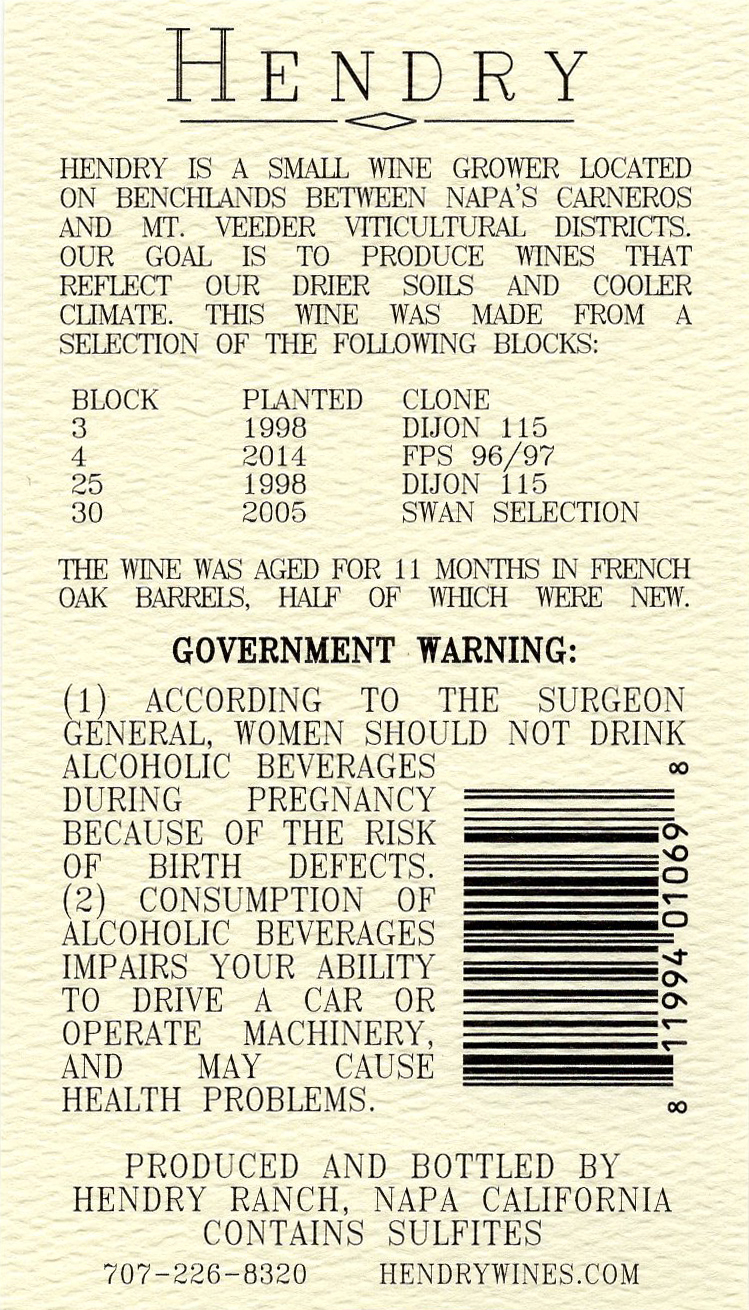 HENDRY
HENDRY IS A SMALL WINE GROWER LOCATED
ON BENCHLANDS BETWEEN NAPA'S CARNEROS
AND MT. VEEDER VITICULTURAL DISTRICTS.
OUR GOAL IS TO PRODUCE WINES THAT
REFLECT OUR DRIER SOILS AND COOLER
CLIMATE. THIS WINE WAS MADE FROM A
SELECTION OF THE FOLLOWING BLOCKS:
BLOCK PLANTED CLONE
3 1998 DIJON 115
4 2014 FPS 96/97
25 1998 DIJON 115
30 2005 SWAN SELECTION
THE WINE WAS AGED FOR 11 MONTHS IN FRENCH
OAK BARRELS, HALF OF WHICH WERE NEW.
GOVERNMENT WARNING:
(1) ACCORDING TO THE SURGEON
GENERAL, WOMEN SHOULD NOT DRINK
ALCOHOLIC BEVERAGES
DURING PREGNANCY
BECAUSE OF THE RISK
OF BIRTH DEFECTS.
(2) CONSUMPTION OF
ALCOHOLIC BEVERAGES
IMPAIRS YOUR ABILITY
TO DRIVE A CAR OR
OPERATE MACHINERY,
AND MAY CAUSE
HEALTH PROBLEMS.
8 11994 01069 8
PRODUCED AND BOTTLED BY
HENDRY RANCH, NAPA CALIFORNIA
CONTAINS SULFITES
707-226-8320 HENDRYWINES.COM